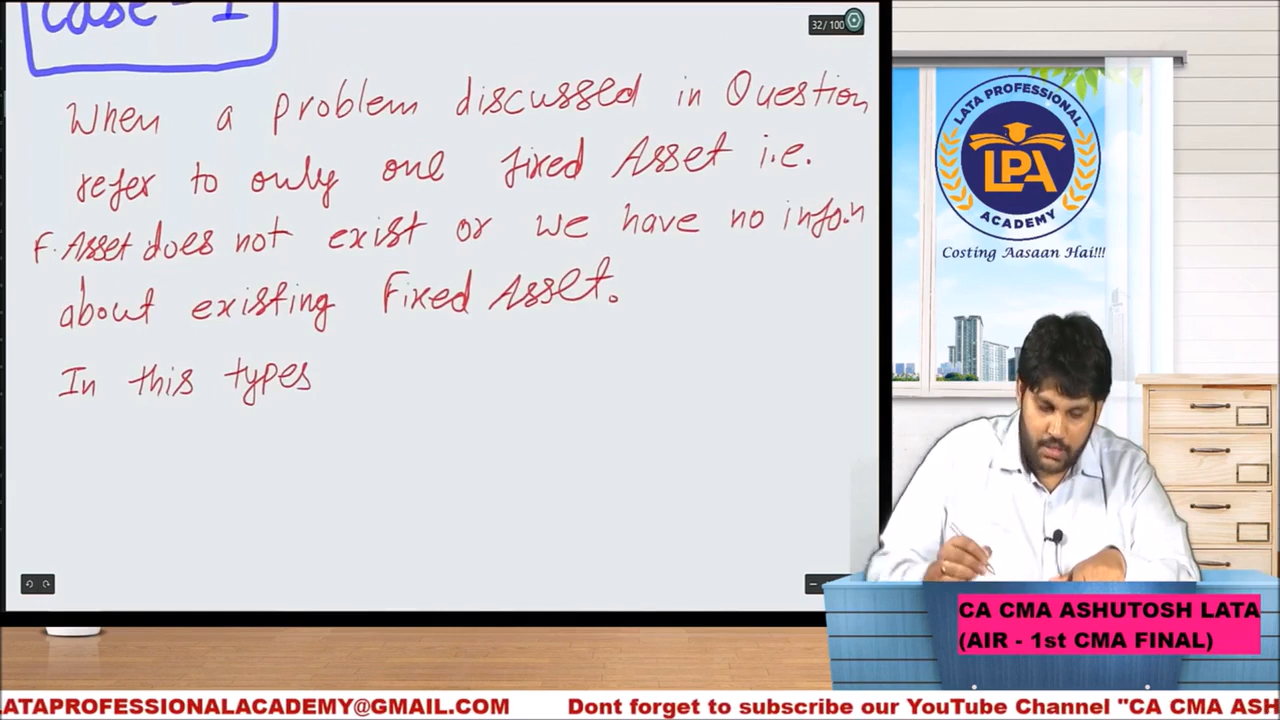 Case - I
32/100
When a problem discussed in Question
refer to only one fixed Asset i.e.
F. Asset does not exist or we have no info.n
about existing Fixed Asset.
In this types
LATA PROFESSIONAL
LPA
ACADEMY
Costing Aasaan Hai!!!
CA CMA ASHUTOSH LATA
(AIR - 1st CMA FINAL)
LATAPROFESSIONALACADEMY@GMAIL.COM Dont forget to subscribe our YouTube Channel "CA CMA ASH